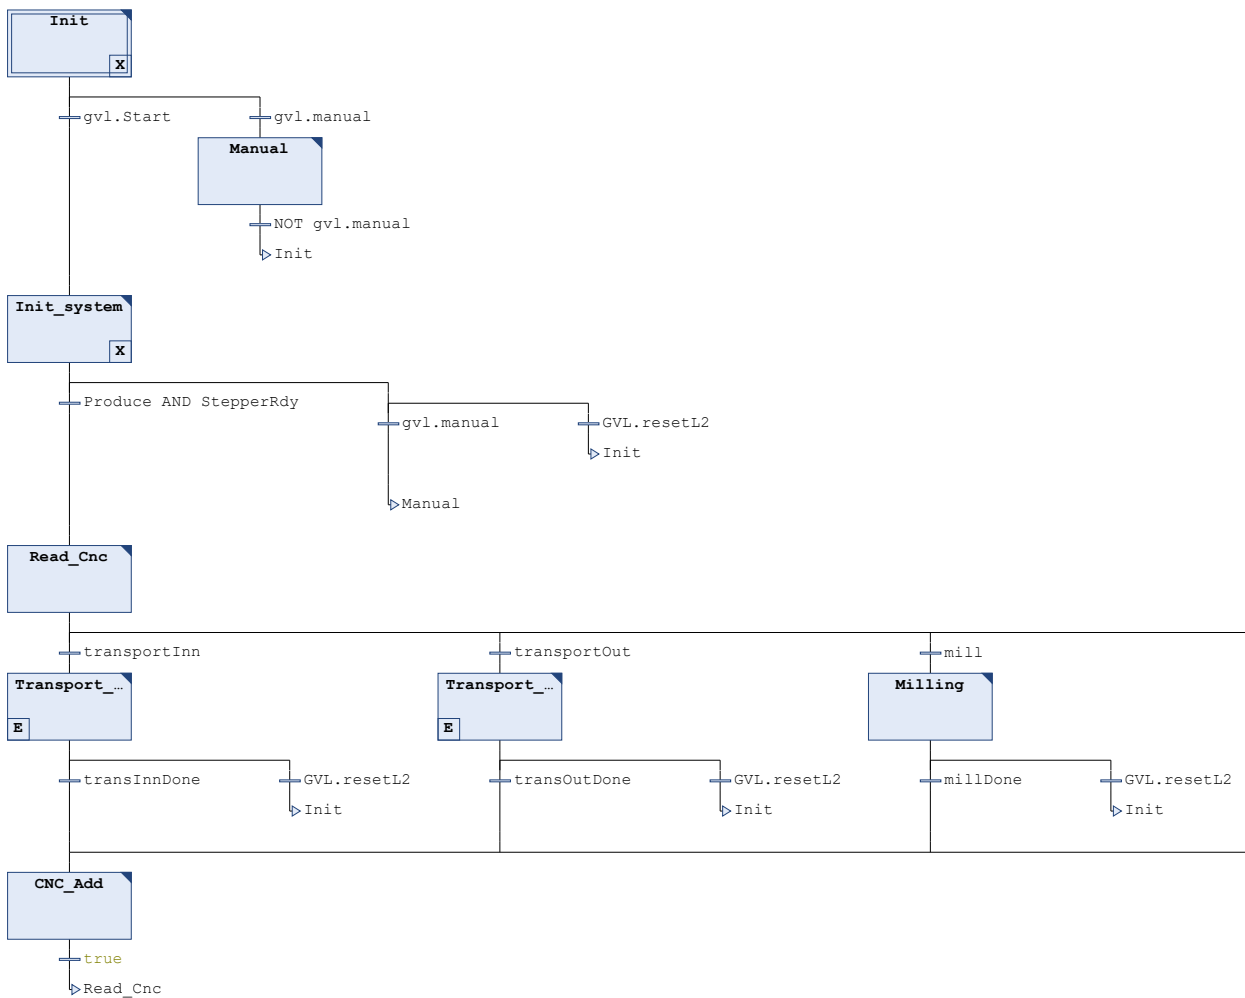 Init
X
gvl.Start
gvl.manual
Manual
NOT gvl.manual
Init
Init_system
X
Produce AND StepperRdy
gvl.manual
GVL.resetL2
Init
Manual
Read_Cnc
transportInn
transportOut
mill
Transport_…
Transport_…
Milling
E
E
transInnDone
GVL.resetL2
transOutDone
GVL.resetL2
millDone
GVL.resetL2
Init
Init
Init
CNC_Add
true
Read_Cnc